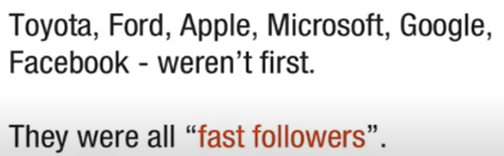 Toyota, Ford, Apple, Microsoft, Google,
Facebook - weren’t first.
They were all “fast followers”.